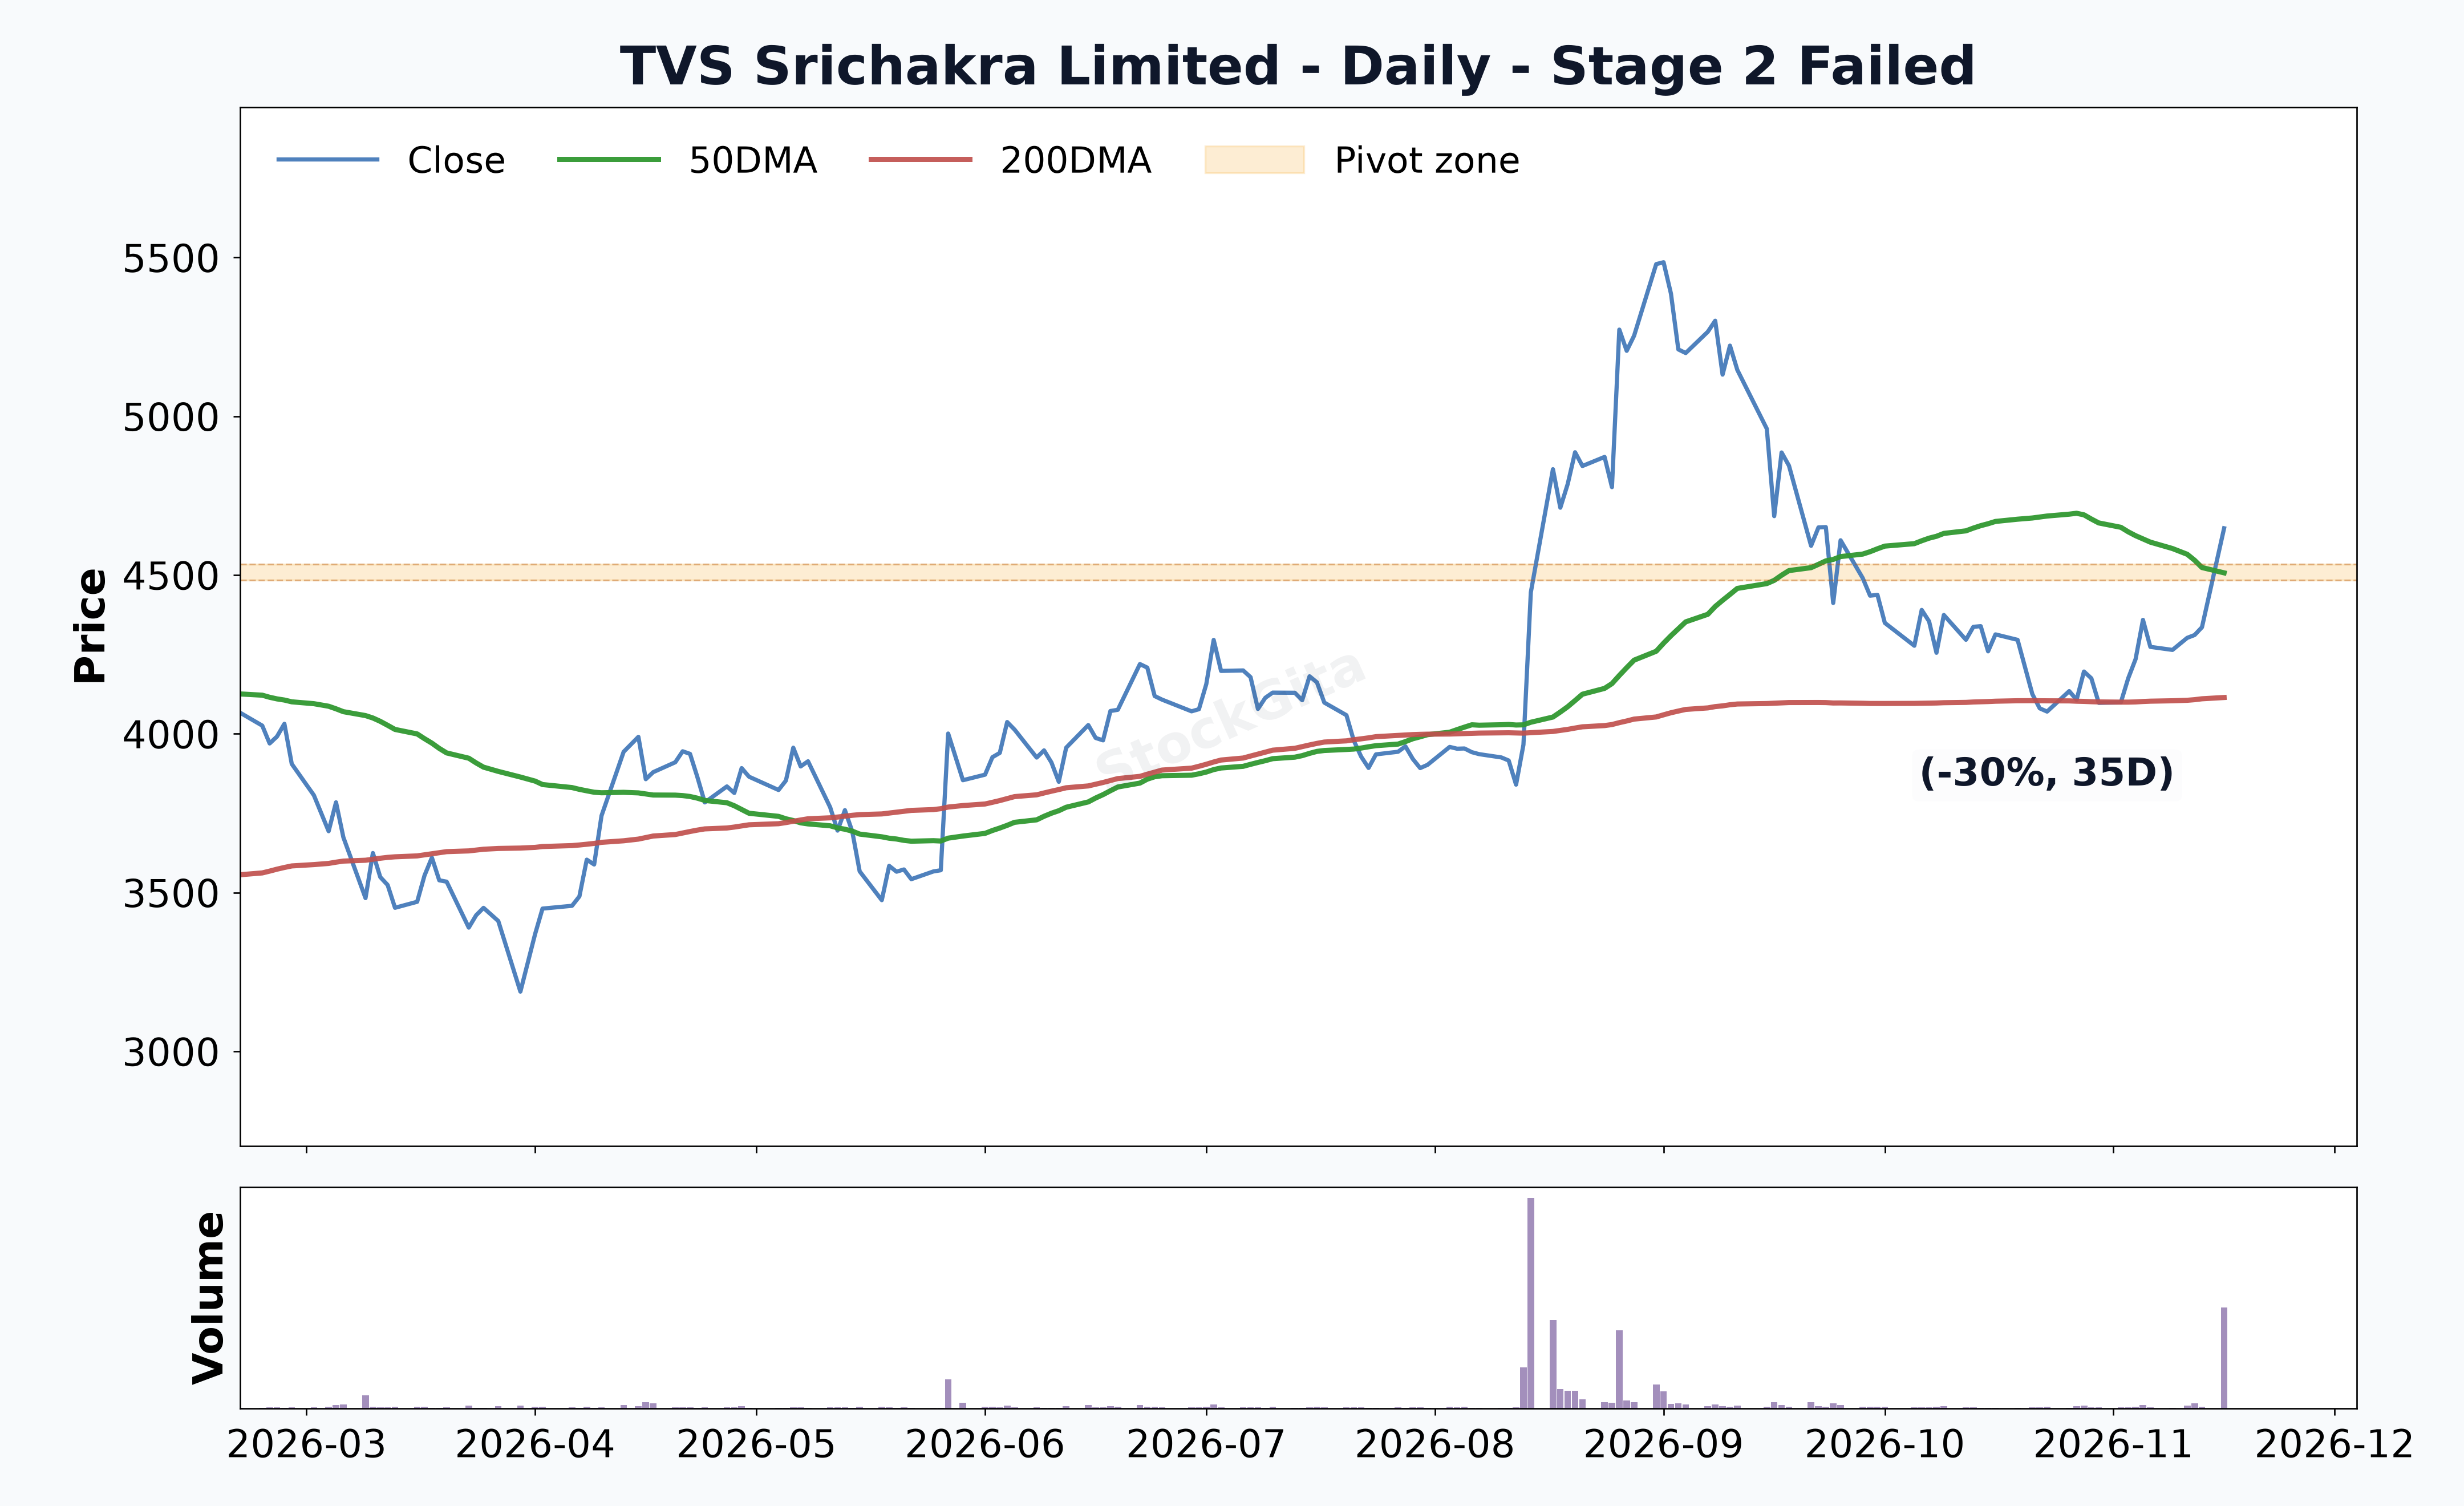 TVS Srichakra Limited - Daily - Stage 2 Failed
Close 50DMA 200DMA Pivot zone
Price
5500
5000
4500
4000
3500
3000
StockGita
(-30%, 35D)
Volume
2026-03 2026-04 2026-05 2026-06 2026-07 2026-08 2026-09 2026-10 2026-11 2026-12